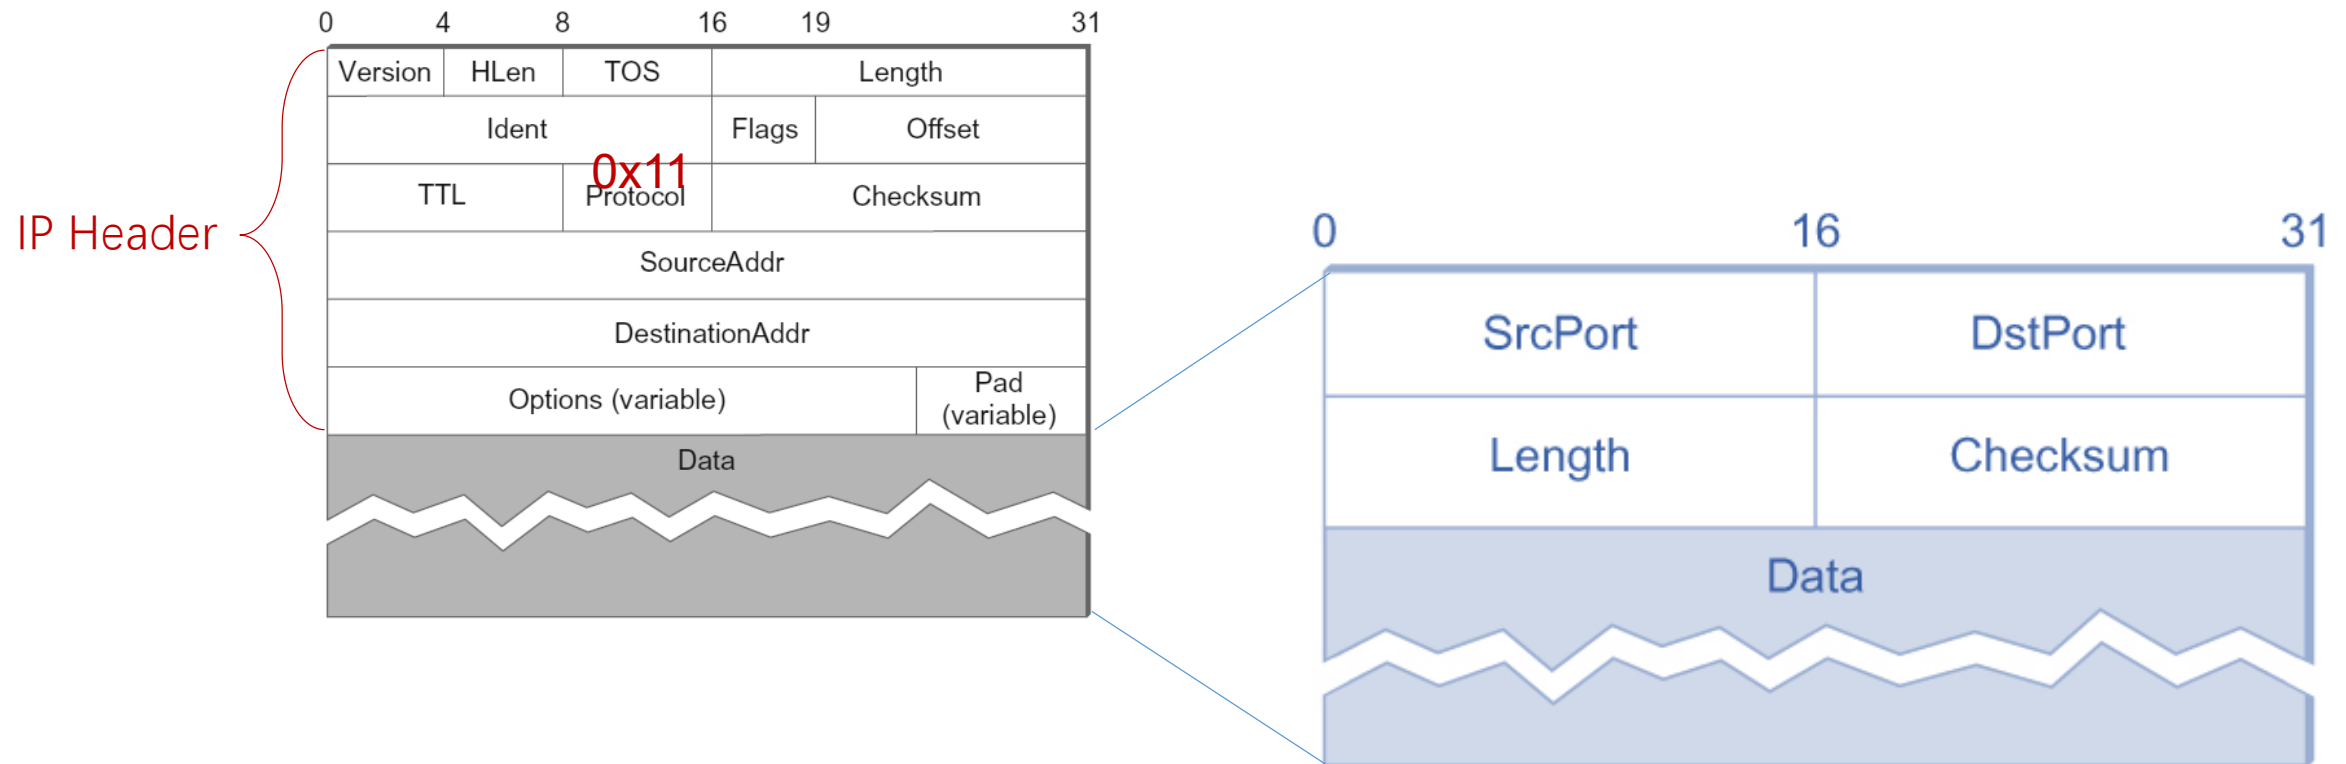 0 4 8 16 19 31
Version HLen TOS Length
Ident Flags Offset
0x11
TTL Protocol Checksum
IP Header
SourceAddr
DestinationAddr
Options (variable) Pad
(variable)
Data
0 16 31
SrcPort DstPort
Length Checksum
Data